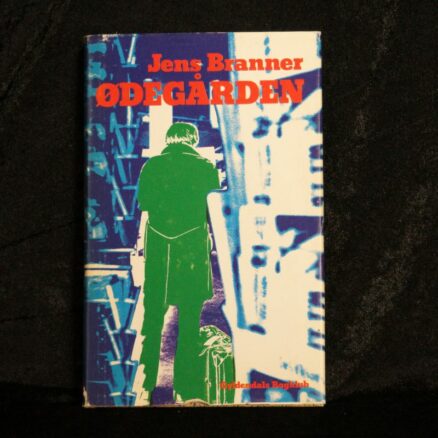 Jens Branner
ØDEGÅRDEN
Gyldendals Bogklub